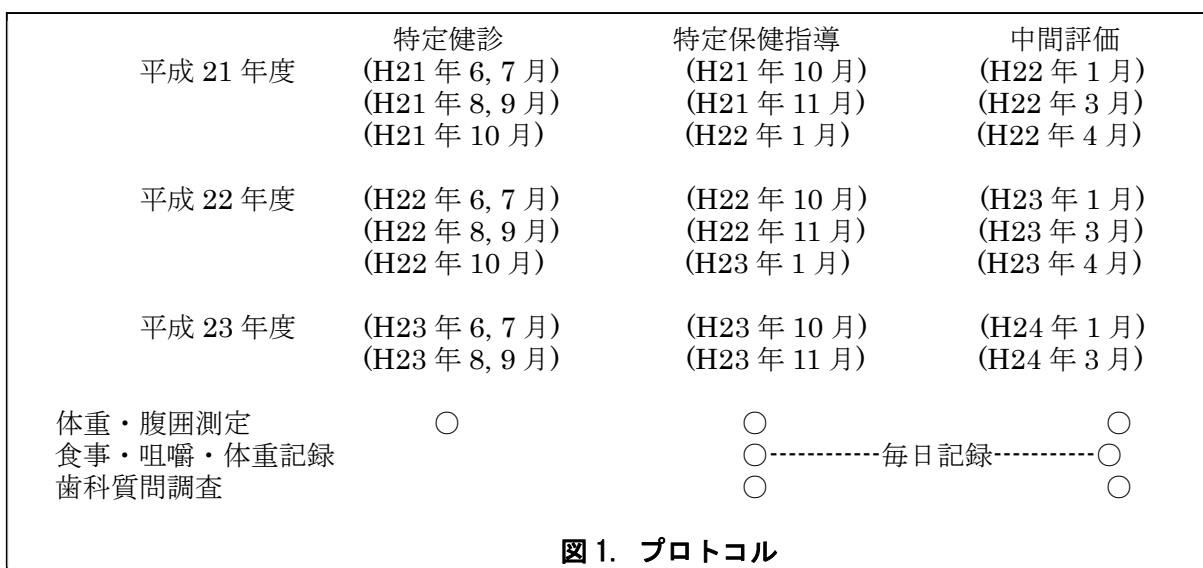 特定健診 特定保健指導 中間評価
平成 21 年度 (H21 年 6, 7 月) (H21 年 10 月) (H22 年 1 月)
(H21 年 8, 9 月) (H21 年 11 月) (H22 年 3 月)
(H21 年 10 月) (H22 年 1 月) (H22 年 4 月)
平成 22 年度 (H22 年 6, 7 月) (H22 年 10 月) (H23 年 1 月)
(H22 年 8, 9 月) (H22 年 11 月) (H23 年 3 月)
(H22 年 10 月) (H23 年 1 月) (H23 年 4 月)
平成 23 年度 (H23 年 6, 7 月) (H23 年 10 月) (H24 年 1 月)
(H23 年 8, 9 月) (H23 年 11 月) (H24 年 3 月)
体重・腹囲測定 ○ ○ ○
食事・咀嚼・体重記録 ○------------毎日記録-----------○
歯科質問調査 ○ ○
図 1. プロトコル